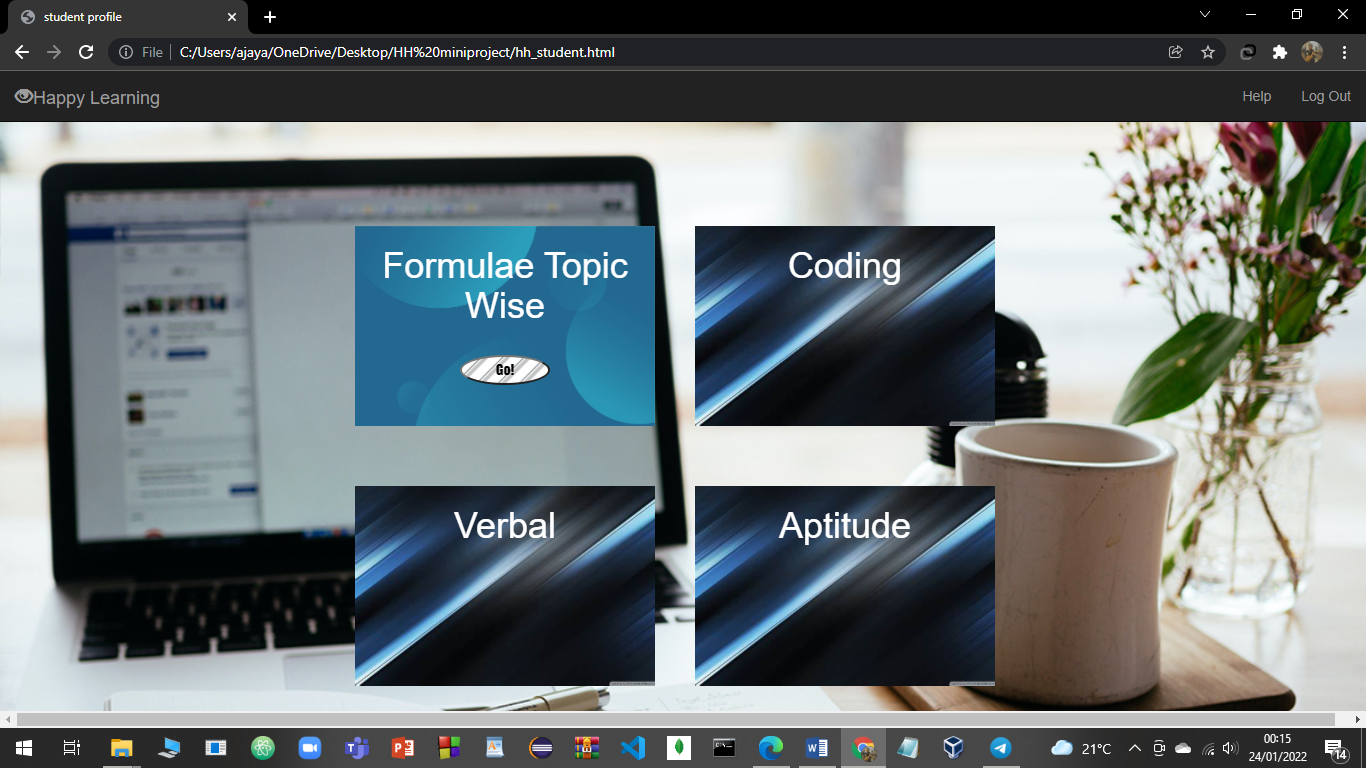 student profile
File
C:/Users/ajaya/OneDrive/Desktop/HH%20miniproject/hh_student.html
Happy Learning
Help
Log Out
Formulae Topic
Wise
Go!
Coding
Verbal
Aptitude
21°C
00:15
24/01/2022
14